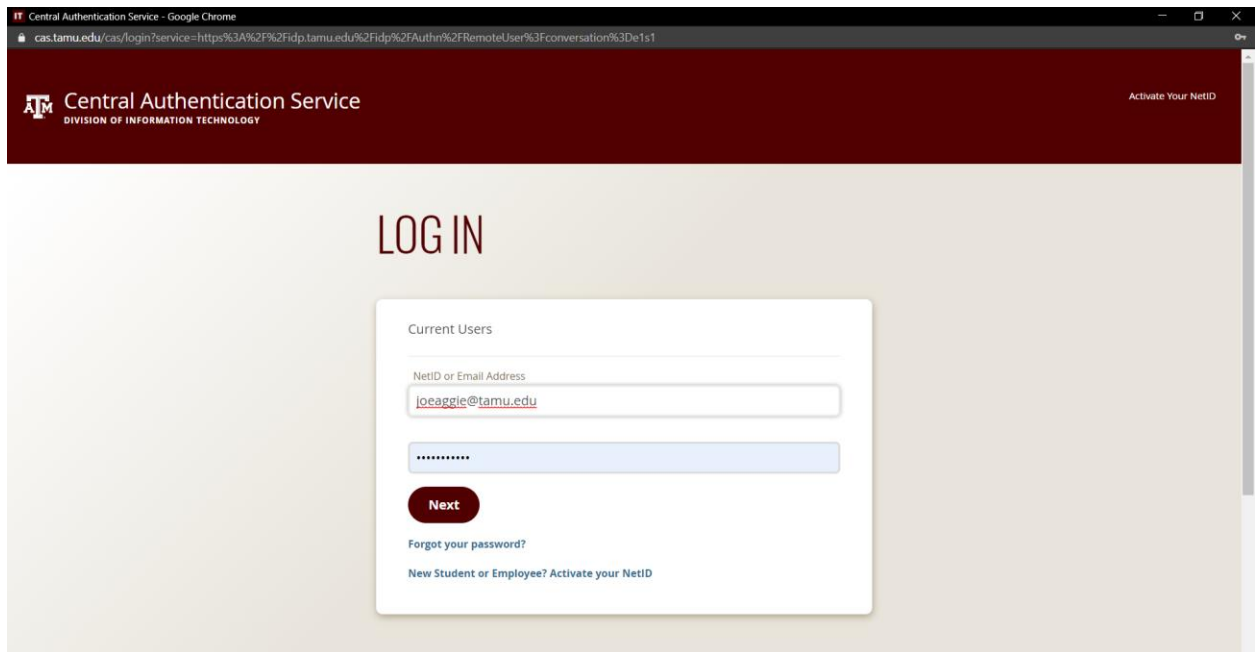 IT Central Authentication Service - Google Chrome
cas.tamu.edu/cas/login?service=https%3A%2F%2Fidp.tamu.edu%2Fidp%2FAuthn%2FRemoteUser%3Fconversation%3De1s1
ATM Central Authentication Service
DIVISION OF INFORMATION TECHNOLOGY
Activate Your NetID
LOG IN
Current Users
NetID or Email Address
joeaggie@tamu.edu
•••••••••••
Next
Forgot your password?
New Student or Employee? Activate your NetID